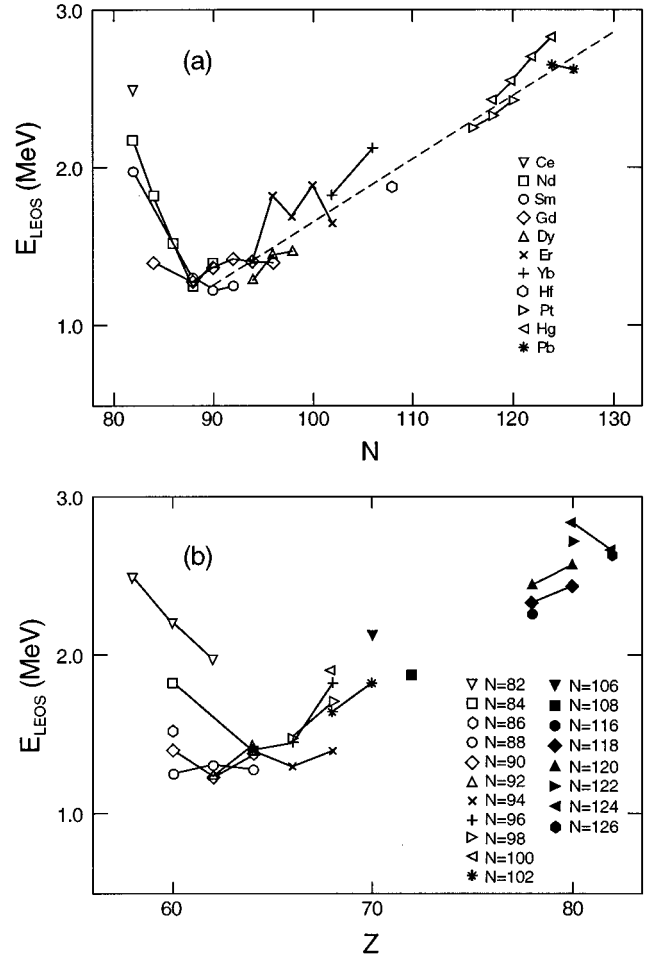 (a)
E_LEOS (MeV)
3.0
2.0
1.0
80
90
100
110
120
130
N
Ce
Nd
Sm
Gd
Dy
Er
Yb
Hf
Pt
Hg
Pb
(b)
E_LEOS (MeV)
3.0
2.0
1.0
60
70
80
Z
N=82
N=84
N=86
N=88
N=90
N=92
N=94
N=96
N=98
N=100
N=102
N=106
N=108
N=116
N=118
N=120
N=122
N=124
N=126